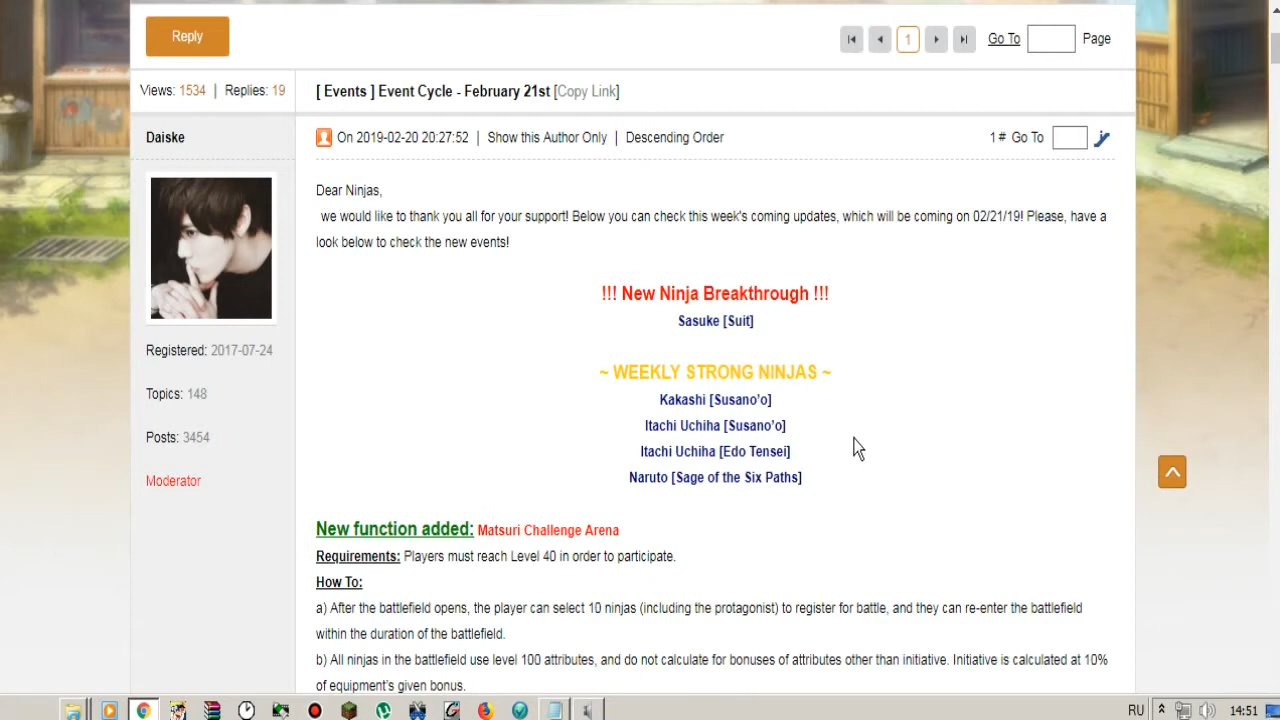 Reply
1 Go To Page
Views: 1534 | Replies: 19
[ Events ] Event Cycle - February 21st [Copy Link]
Daiske
On 2019-02-20 20:27:52 | Show this Author Only | Descending Order
1# Go To
Dear Ninjas,
we would like to thank you all for your support! Below you can check this week's coming updates, which will be coming on 02/21/19! Please, have a
look below to check the new events!
!!! New Ninja Breakthrough !!!
Sasuke [Suit]
~ WEEKLY STRONG NINJAS ~
Kakashi [Susano’o]
Itachi Uchiha [Susano’o]
Itachi Uchiha [Edo Tensei]
Naruto [Sage of the Six Paths]
Registered: 2017-07-24
Topics: 148
Posts: 3454
Moderator
New function added: Matsuri Challenge Arena
Requirements: Players must reach Level 40 in order to participate.
How To:
a) After the battlefield opens, the player can select 10 ninjas (including the protagonist) to register for battle, and they can re-enter the battlefield
within the duration of the battlefield.
b) All ninjas in the battlefield use level 100 attributes, and do not calculate for bonuses of attributes other than initiative. Initiative is calculated at 10%
of equipment's given bonus.
RU 14:51